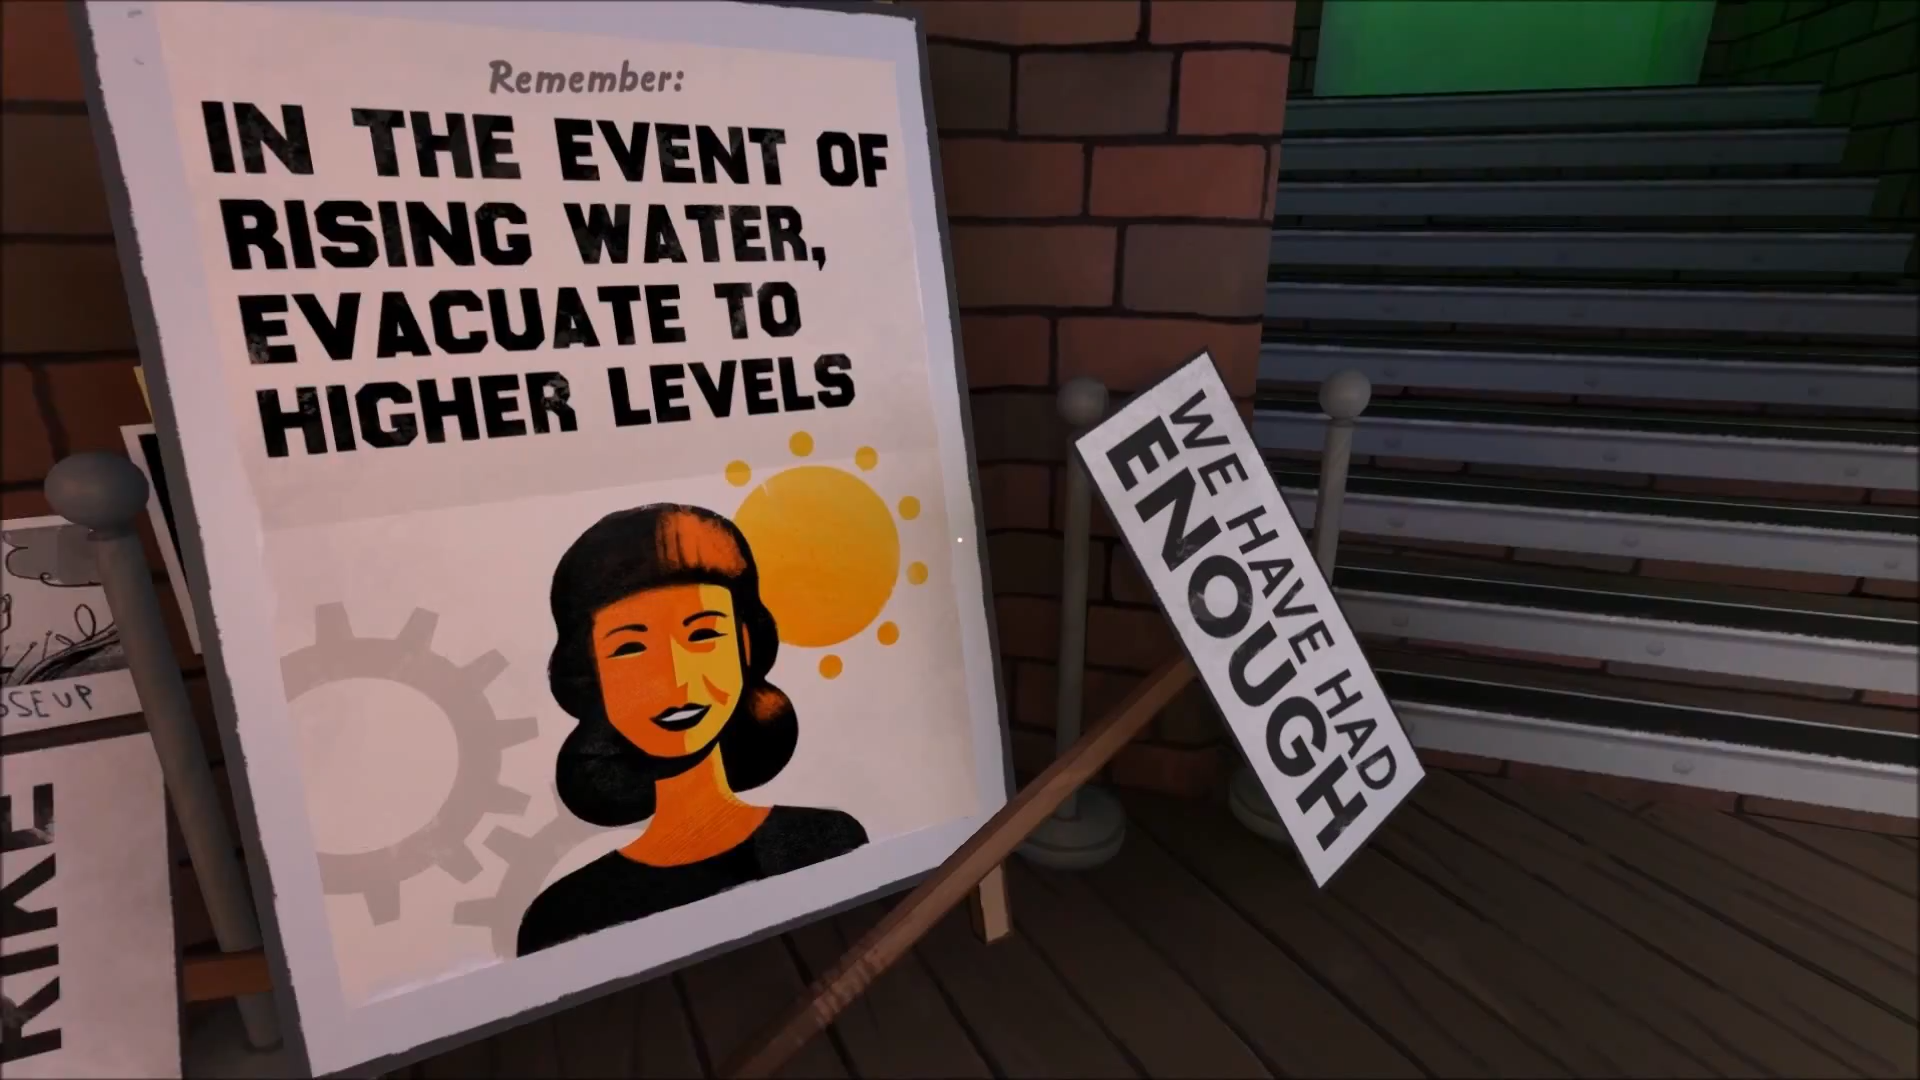 Remember:
IN THE EVENT OF
RISING WATER,
EVACUATE TO
HIGHER LEVELS
WE HAVE HAD
ENOUGH